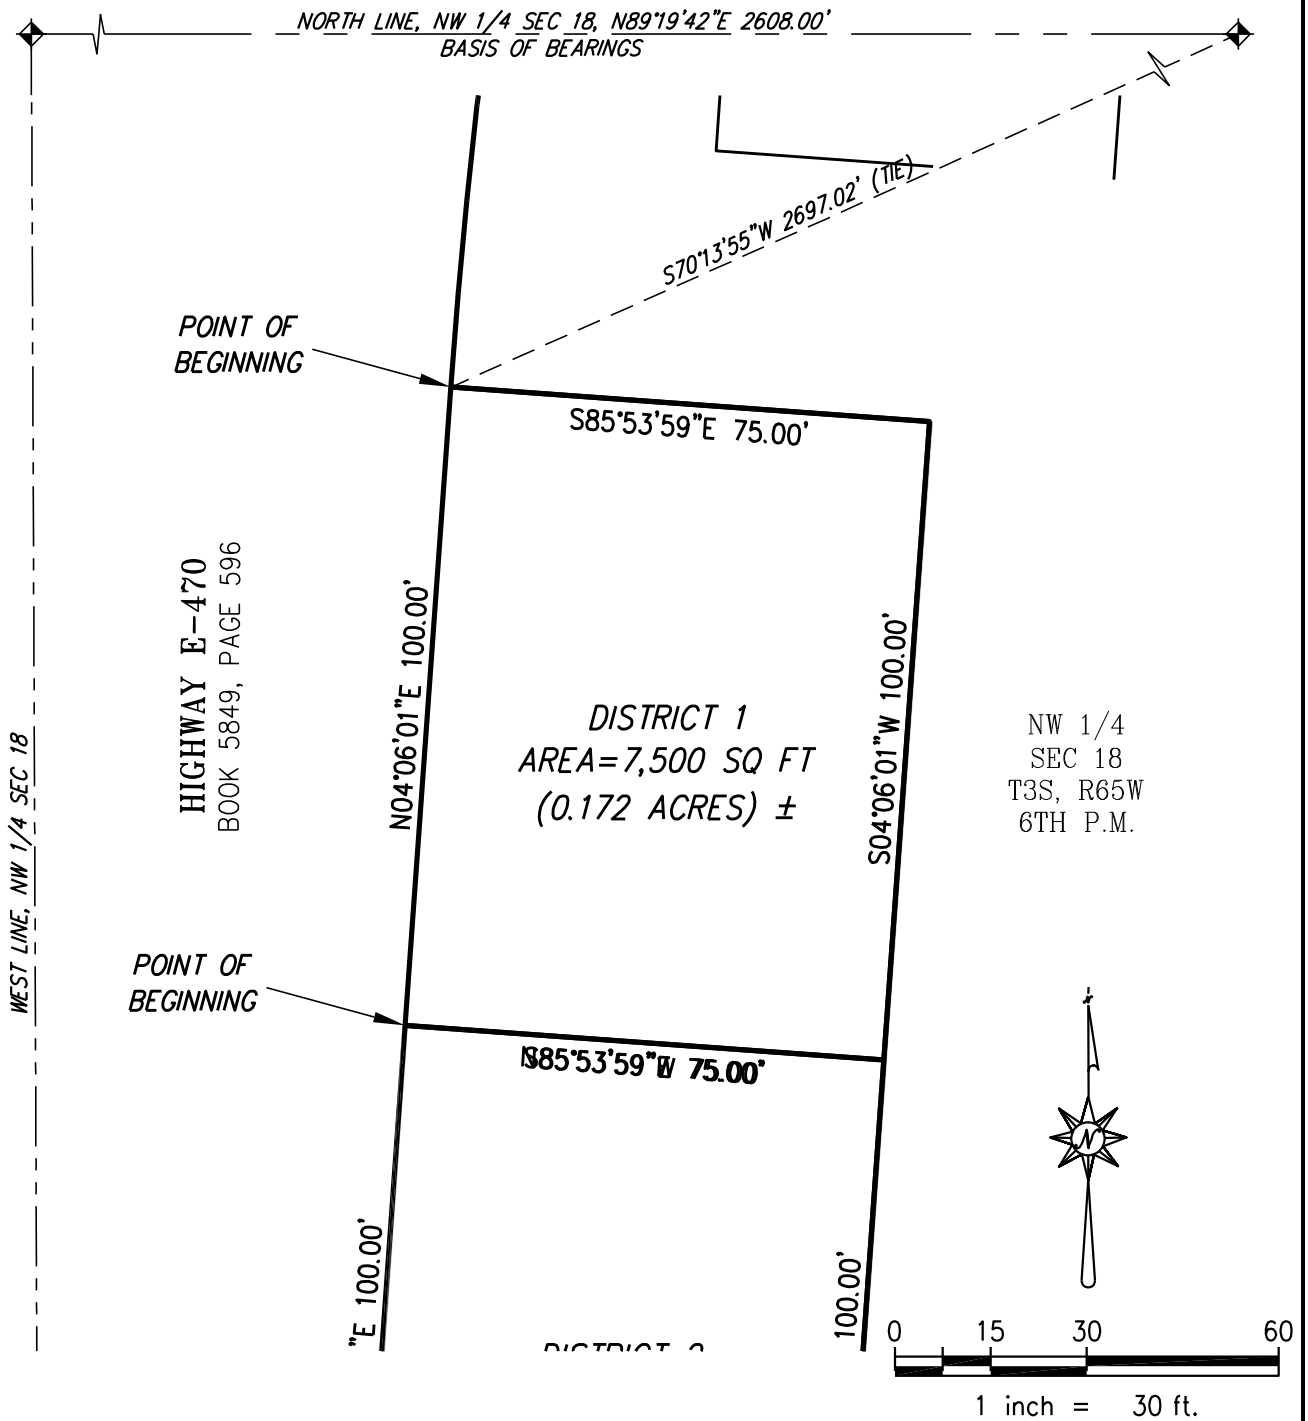 NORTH LINE, NW 1/4 SEC 18, N89°19'42"E 2608.00'
BASIS OF BEARINGS
S70°13'55"W 2697.02' (TIE)
POINT OF
BEGINNING
S85°53'59"E 75.00'
HIGHWAY E-470
BOOK 5849, PAGE 596
N04°06'01"E 100.00'
S04°06'01"W 100.00'
DISTRICT 1
AREA=7,500 SQ FT
(0.172 ACRES) ±
NW 1/4
SEC 18
T3S, R65W
6TH P.M.
WEST LINE, NW 1/4 SEC 18
POINT OF
BEGINNING
85°53'59" 75.00'
N
"E 100.00'
100.00'
0 15 30 60
1 inch = 30 ft.